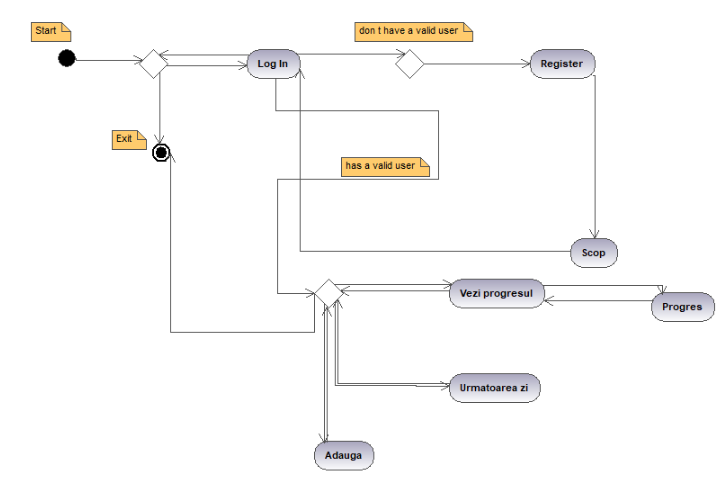 Start
don t have a valid user
Log In
Register
Exit
has a valid user
Scop
Vezi progresul
Progres
Urmatoarea zi
Adauga